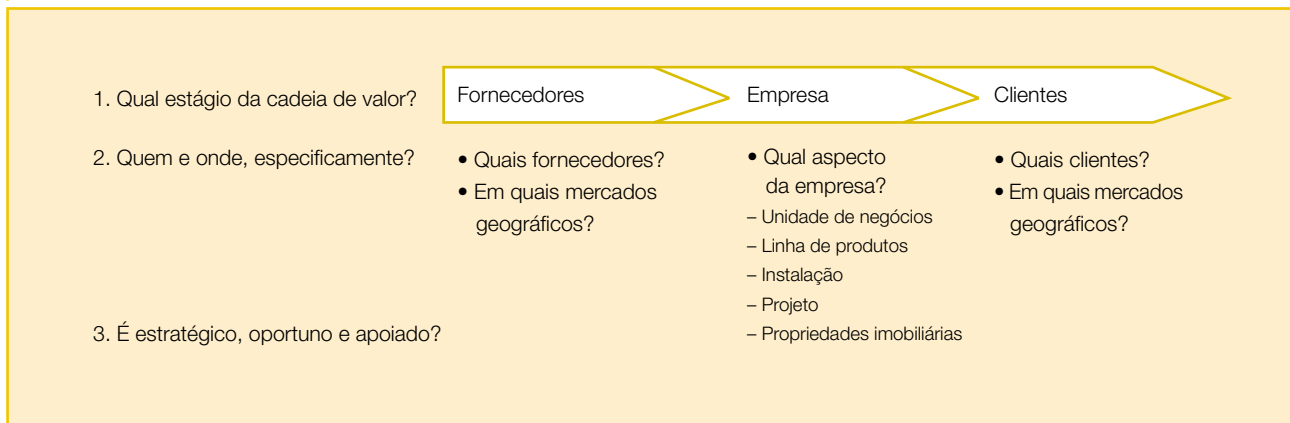 1. Qual estágio da cadeia de valor?
Fornecedores
Empresa
Clientes
2. Quem e onde, especificamente?
• Quais fornecedores?
• Em quais mercados
geográficos?
• Qual aspecto
da empresa?
– Unidade de negócios
– Linha de produtos
– Instalação
– Projeto
– Propriedades imobiliárias
• Quais clientes?
• Em quais mercados
geográficos?
3. É estratégico, oportuno e apoiado?